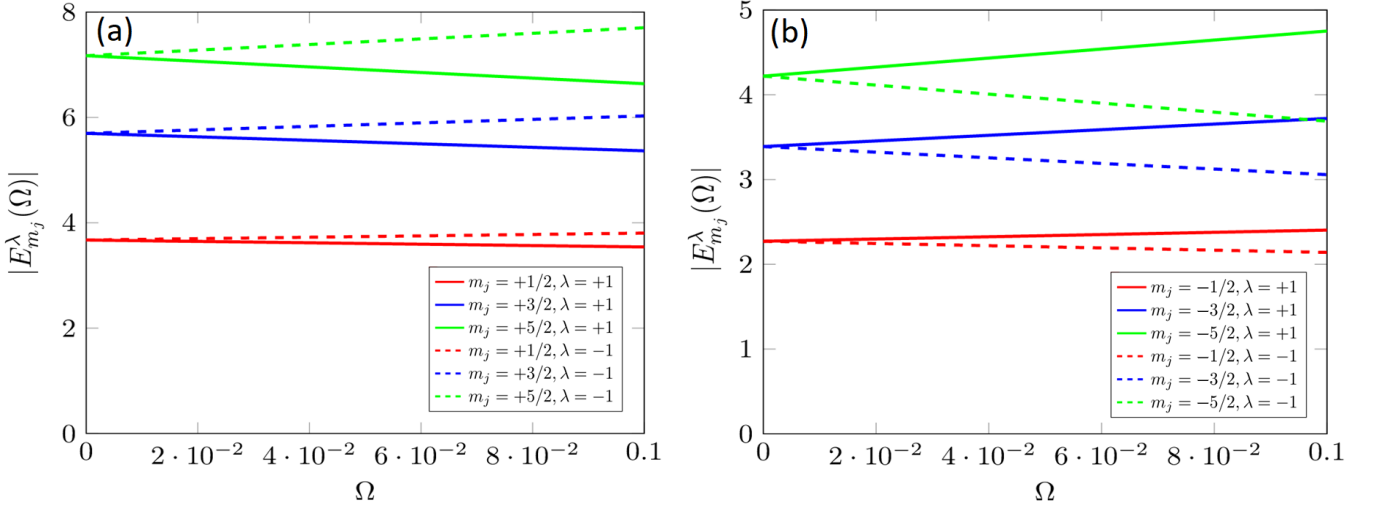 (a)
8
6
4
2
0
|E^λ_{m_j}(Ω)|
0 2 · 10^{−2} 4 · 10^{−2} 6 · 10^{−2} 8 · 10^{−2} 0.1
Ω
m_j = +1/2, λ = +1
m_j = +3/2, λ = +1
m_j = +5/2, λ = +1
m_j = +1/2, λ = −1
m_j = +3/2, λ = −1
m_j = +5/2, λ = −1
(b)
5
4
3
2
1
0
|E^λ_{m_j}(Ω)|
0 2 · 10^{−2} 4 · 10^{−2} 6 · 10^{−2} 8 · 10^{−2} 0.1
Ω
m_j = −1/2, λ = +1
m_j = −3/2, λ = +1
m_j = −5/2, λ = +1
m_j = −1/2, λ = −1
m_j = −3/2, λ = −1
m_j = −5/2, λ = −1